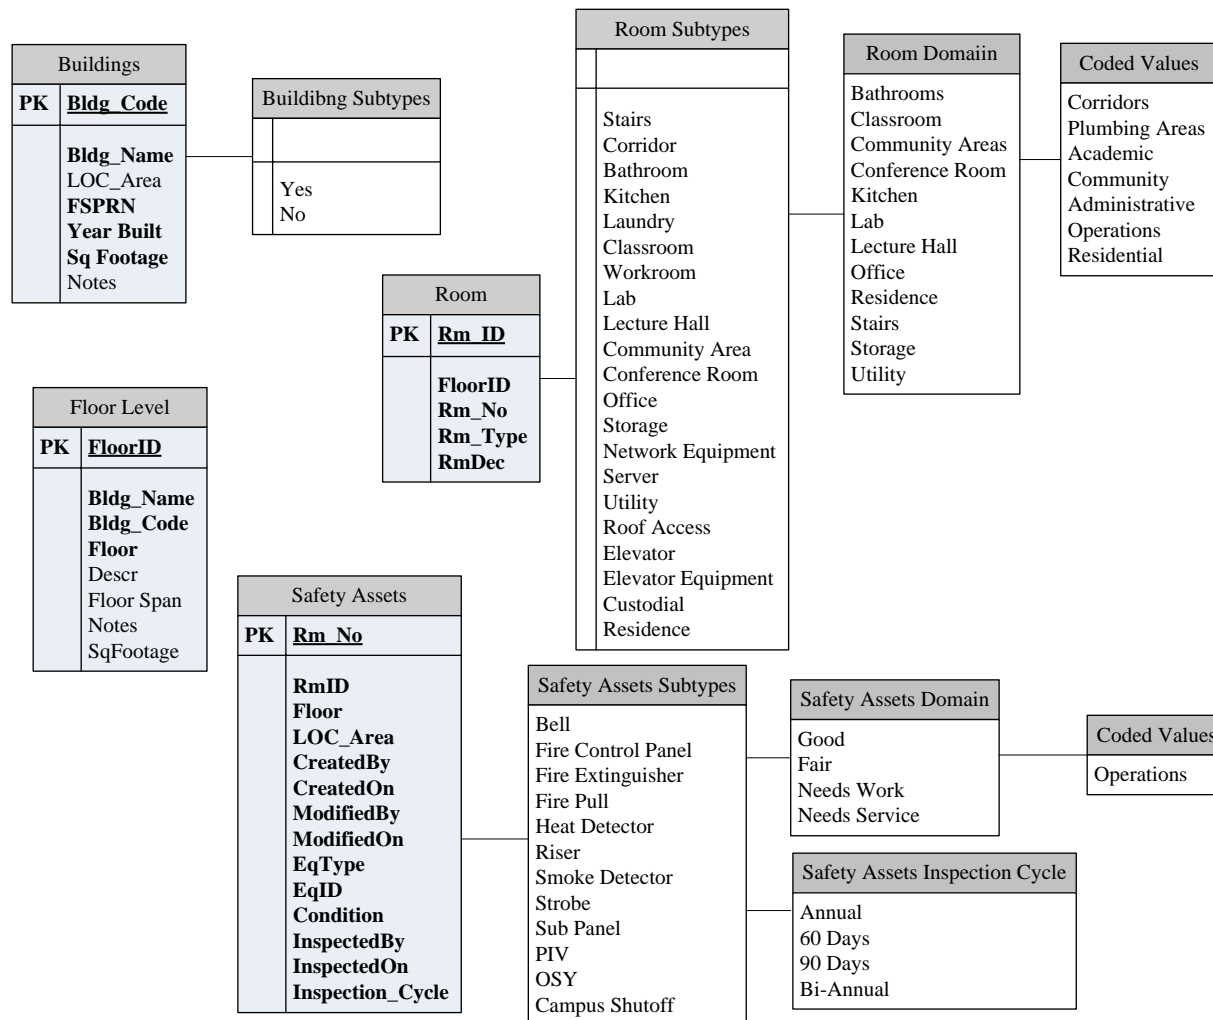 Buildings
PK Bldg_Code
Bldg_Name
LOC_Area
FSPRN
Year Built
Sq Footage
Notes
Buildibng Subtypes
Yes
No
Room Subtypes
Stairs
Corridor
Bathroom
Kitchen
Laundry
Classroom
Workroom
Lab
Lecture Hall
Community Area
Conference Room
Office
Storage
Network Equipment
Server
Utility
Roof Access
Elevator
Elevator Equipment
Custodial
Residence
Room Domaiin
Bathrooms
Classroom
Community Areas
Conference Room
Kitchen
Lab
Lecture Hall
Office
Residence
Stairs
Storage
Utility
Coded Values
Corridors
Plumbing Areas
Academic
Community
Administrative
Operations
Residential
Room
PK Rm_ID
FloorID
Rm_No
Rm_Type
RmDec
Floor Level
PK FloorID
Bldg_Name
Bldg_Code
Floor
Descr
Floor Span
Notes
SqFootage
Safety Assets
PK Rm_No
RmID
Floor
LOC_Area
CreatedBy
CreatedOn
ModifiedBy
ModifiedOn
EqType
EqID
Condition
InspectedBy
InspectedOn
Inspection_Cycle
Safety Assets Subtypes
Bell
Fire Control Panel
Fire Extinguisher
Fire Pull
Heat Detector
Riser
Smoke Detector
Strobe
Sub Panel
PIV
OSY
Campus Shutoff
Safety Assets Domain
Good
Fair
Needs Work
Needs Service
Coded Values
Operations
Safety Assets Inspection Cycle
Annual
60 Days
90 Days
Bi-Annual